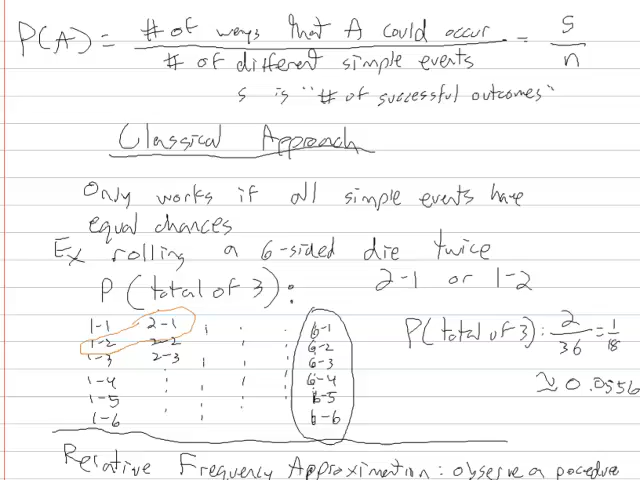 P(A) = # of ways that A could occur / # of different simple events = s/n
s is "# of successful outcomes"
Classical Approach
Only works if all simple events have
equal chances
Ex rolling a 6-sided die twice
P(total of 3): 2-1 or 1-2
1-1 2-1 6-1
1-2 2-2 6-2
1-3 2-3 6-3
1-4 6-4
1-5 6-5
1-6 6-6
P(total of 3): 2/36 = 1/18
≈ 0.0556
Relative Frequency Approximation: observe a pocedure